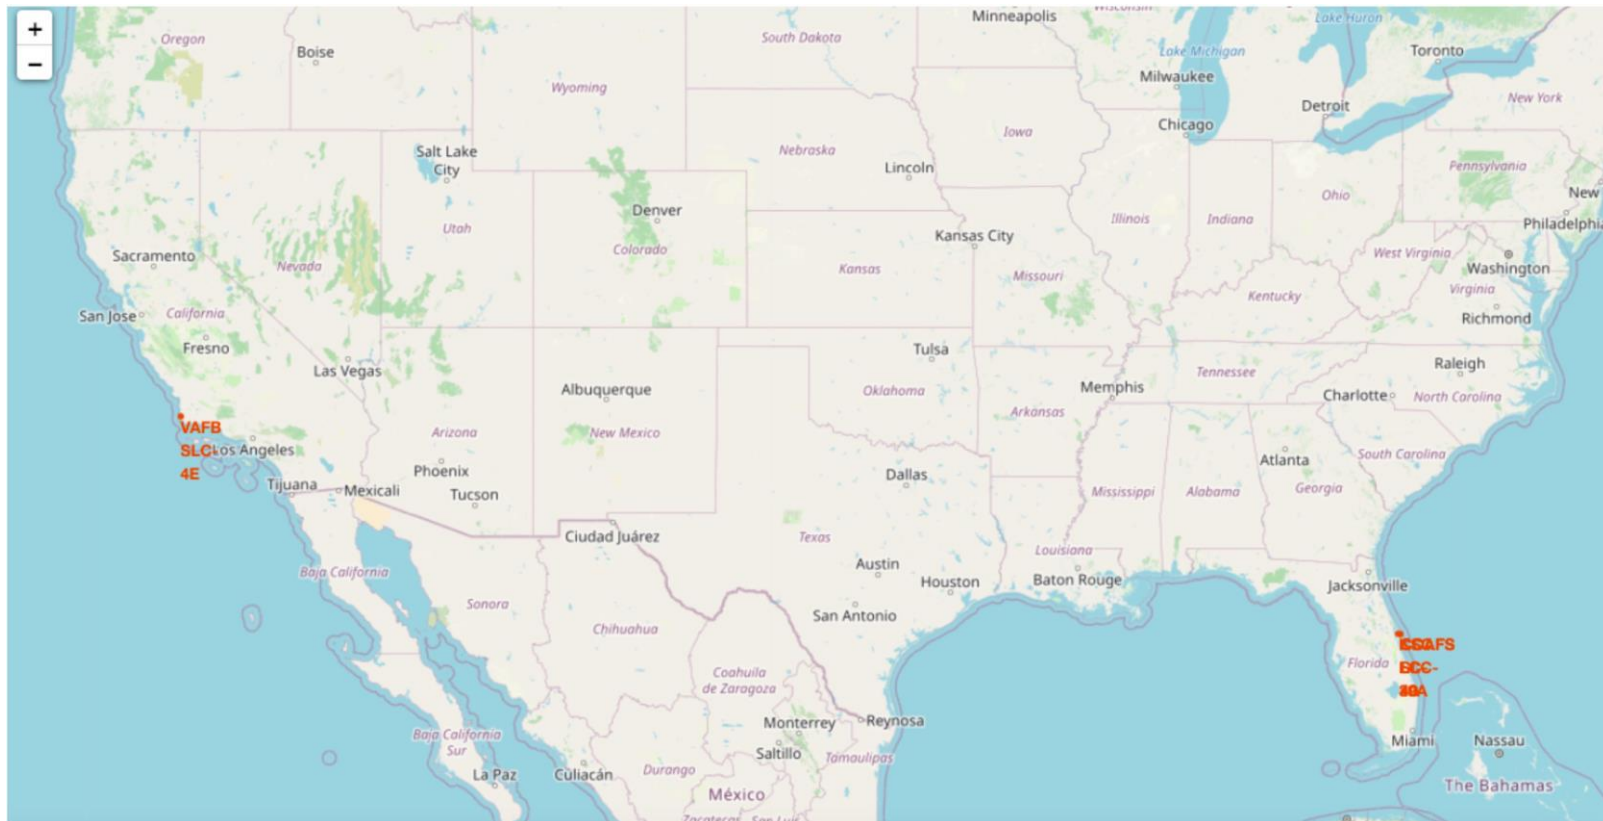 +
−
Minneapolis
Wisconsin
Lake Huron
Oregon
South Dakota
Boise
Lake Michigan
Toronto
Milwaukee
Wyoming
New York
Detroit
Chicago
Iowa
Salt Lake
City
Nebraska
Lincoln
Pennsylvania
New
Ohio
Denver
Illinois
Indiana
Philadelphia
Utah
Kansas City
Colorado
Sacramento
West Virginia
Nevada
Kansas
Missouri
Washington
Virginia
Kentucky
San Jose
California
Richmond
Fresno
Tulsa
Las Vegas
Raleigh
Tennessee
Albuquerque
Oklahoma
Memphis
Charlotte
North Carolina
Arkansas
VAFB
SLC-
4E
Los Angeles
Arizona
New Mexico
South Carolina
Atlanta
Phoenix
Dallas
Tijuana
Mexicali
Tucson
Mississippi
Alabama
Georgia
Ciudad Juárez
Texas
Louisiana
Austin
Houston
Baton Rouge
Baja California
Jacksonville
Sonora
San Antonio
Chihuahua
Florida
Coahuila
de Zaragoza
Monterrey
Reynosa
Baja California
Sur
Saltillo
Tamaulipas
Miami
Nassau
La Paz
Culiacán
Durango
México
The Bahamas
Zacatecas
San Luis